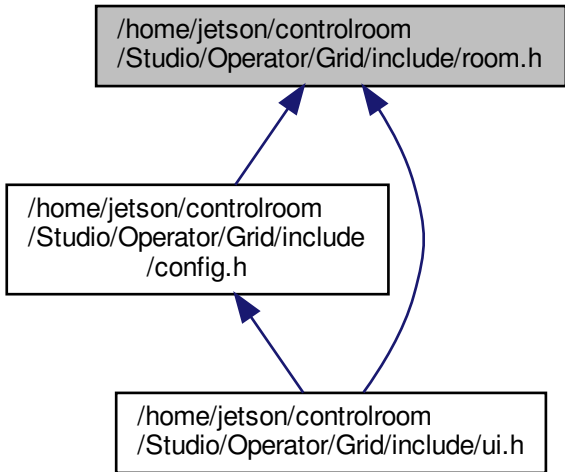 /home/jetson/controlroom
/Studio/Operator/Grid/include/room.h
/home/jetson/controlroom
/Studio/Operator/Grid/include
/config.h
/home/jetson/controlroom
/Studio/Operator/Grid/include/ui.h